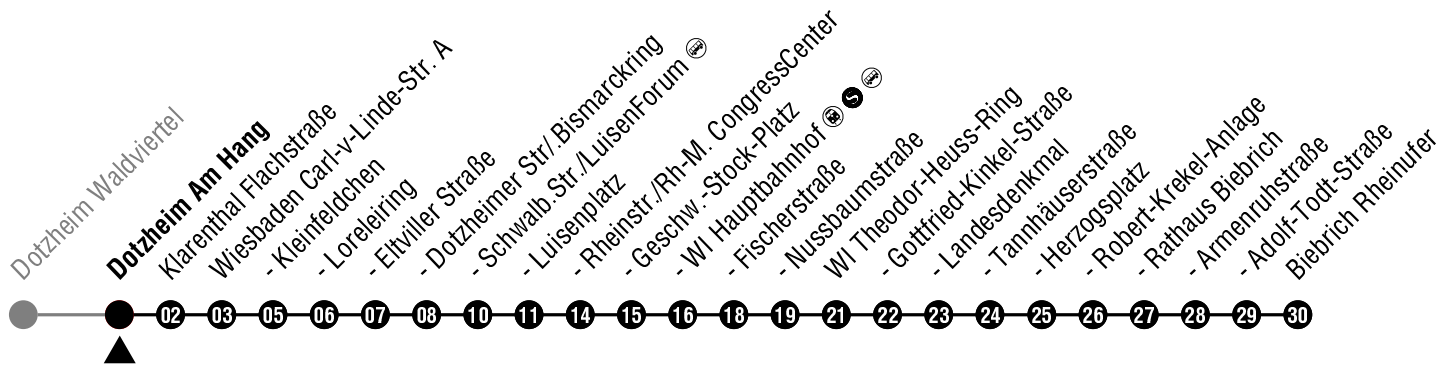 Dotzheim Waldviertel
Dotzheim Am Hang
Klarenthal Flachstraße
Wiesbaden Carl-v-Linde-Str. A
- Kleinfeldchen
- Loreleiring
- Eltviller Straße
- Dotzheimer Str/.Bismarckring
- Schwalb.Str./LuisenForum
- Luisenplatz
- Rheinstr./Rh-M. CongressCenter
- Geschw.-Stock-Platz
- WI Hauptbahnhof S
- Fischerstraße
- Nussbaumstraße
WI Theodor-Heuss-Ring
- Gottfried-Kinkel-Straße
- Landesdenkmal
- Tannhäuserstraße
- Herzogsplatz
- Robert-Krekel-Anlage
- Rathaus Biebrich
- Armenruhstraße
- Adolf-Todt-Straße
Biebrich Rheinufer
02 03 05 06 07 08 10 11 14 15 16 18 19 21 22 23 24 25 26 27 28 29 30